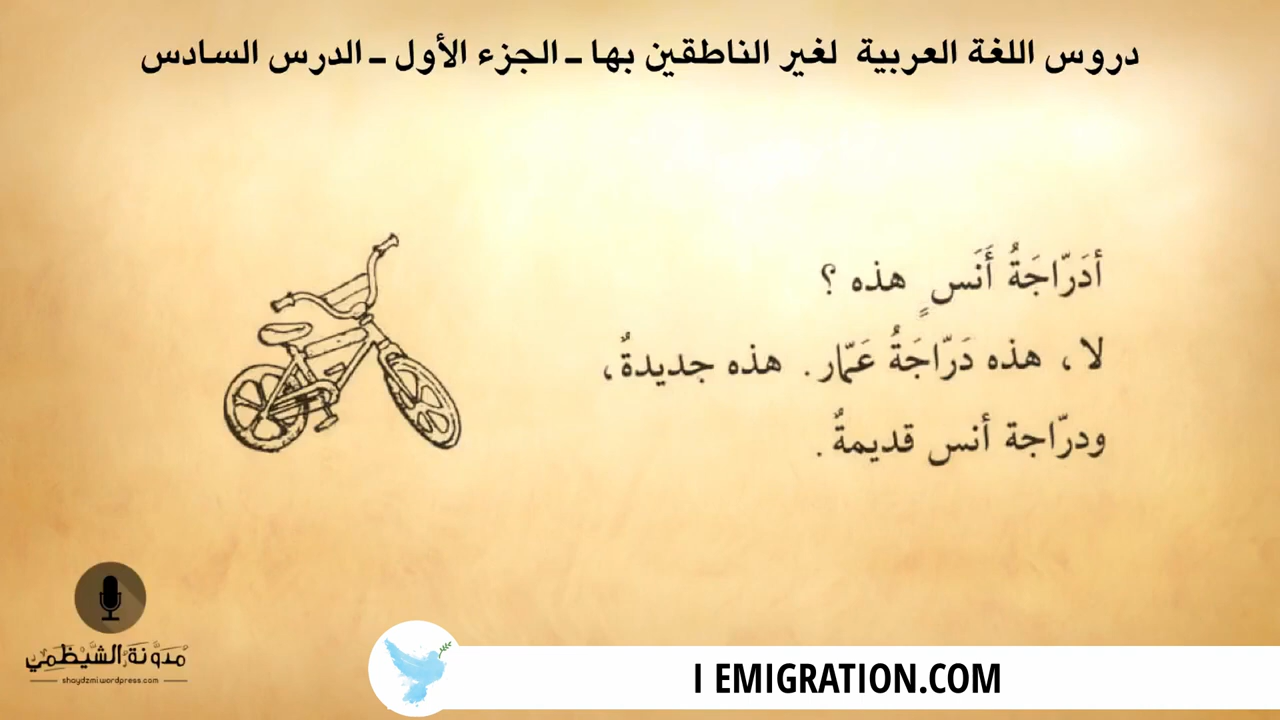 دروس اللغة العربية لغير الناطقين بها ـ الجزء الأول ـ الدرس السادس
أدَرّاجَةُ أَنَسٍ هذه ؟
لا، هذه دَرّاجَةُ عَمّار. هذه جديدةٌ،
ودرّاجة أنس قديمةٌ.
مدونة الشيظمي
shaydzmi.wordpress.com
I EMIGRATION.COM